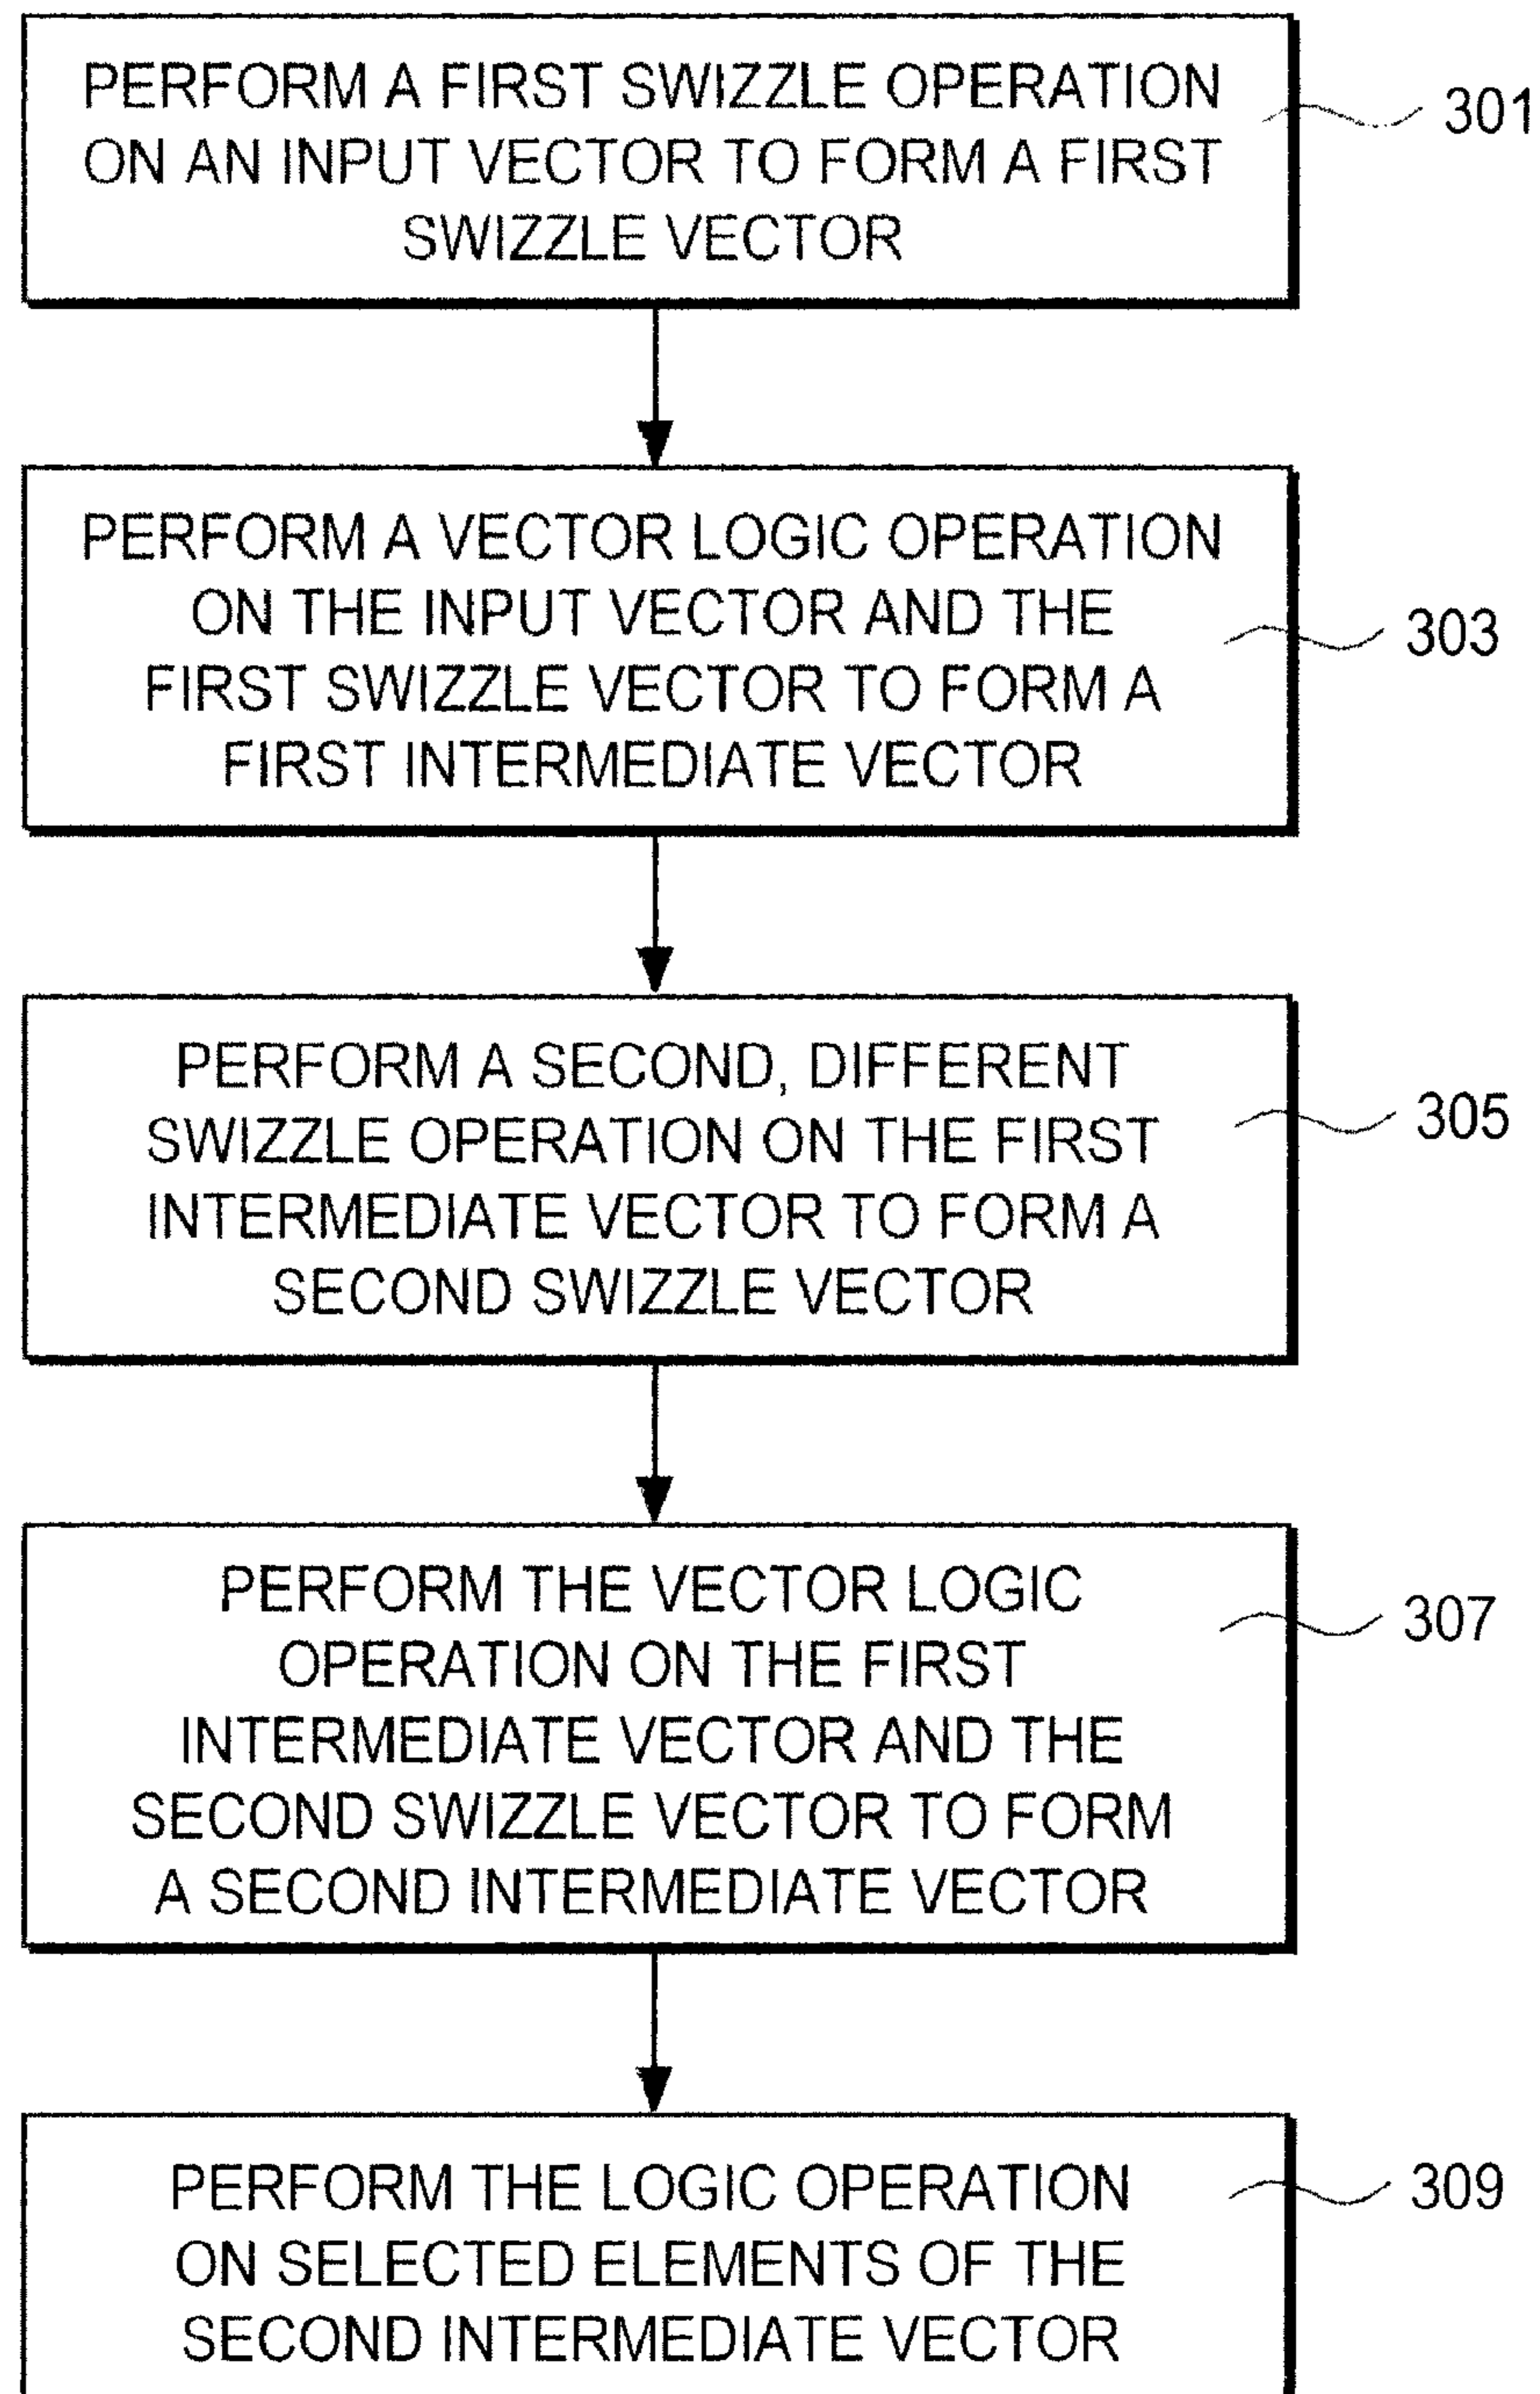 PERFORM A FIRST SWIZZLE OPERATION
ON AN INPUT VECTOR TO FORM A FIRST
SWIZZLE VECTOR
301
PERFORM A VECTOR LOGIC OPERATION
ON THE INPUT VECTOR AND THE
FIRST SWIZZLE VECTOR TO FORM A
FIRST INTERMEDIATE VECTOR
303
PERFORM A SECOND, DIFFERENT
SWIZZLE OPERATION ON THE FIRST
INTERMEDIATE VECTOR TO FORM A
SECOND SWIZZLE VECTOR
305
PERFORM THE VECTOR LOGIC
OPERATION ON THE FIRST
INTERMEDIATE VECTOR AND THE
SECOND SWIZZLE VECTOR TO FORM
A SECOND INTERMEDIATE VECTOR
307
PERFORM THE LOGIC OPERATION
ON SELECTED ELEMENTS OF THE
SECOND INTERMEDIATE VECTOR
309